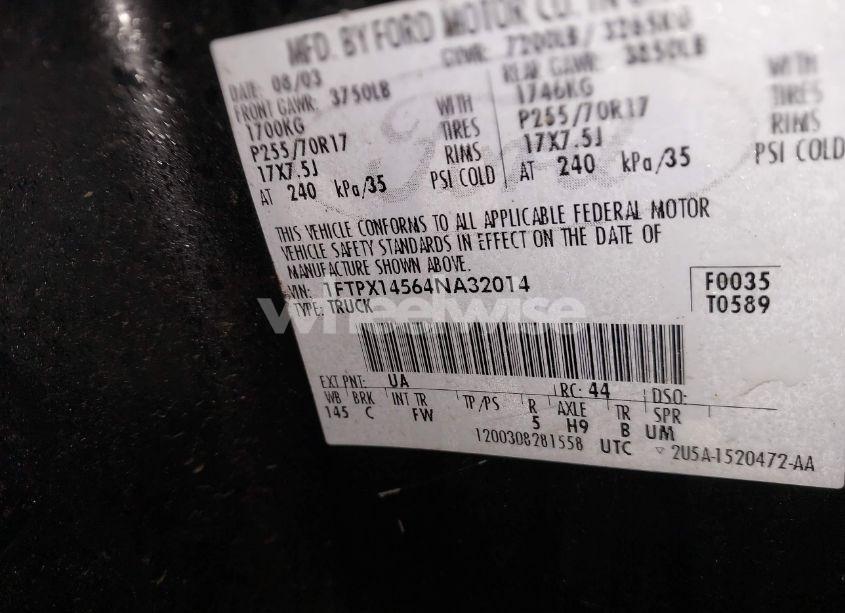 MFD. BY FORD MOTOR CO. IN U
DATE: 08/03 GVWR: 7200LB/ 3265KG
FRONT GAWR: 3750LB REAR GAWR: 3850LB
1700KG WITH 1746KG WITH
P255/70R17 TIRES P255/70R17 TIRES
17X7.5J RIMS 17X7.5J RIMS
AT 240 kPa/35 PSI COLD AT 240 kPa/35 PSI COLD
THIS VEHICLE CONFORMS TO ALL APPLICABLE FEDERAL MOTOR
VEHICLE SAFETY STANDARDS IN EFFECT ON THE DATE OF
MANUFACTURE SHOWN ABOVE.
VIN: 1FTPX14564NA32014 F0035
TYPE: TRUCK T0589
wheelwise
EXT PNT: UA RC: 44 DSO:
WB BRK INT TR TP/PS R AXLE TR SPR
145 C FW 5 H9 B UM
1200308281558 UTC ▽ 2U5A-1520472-AA